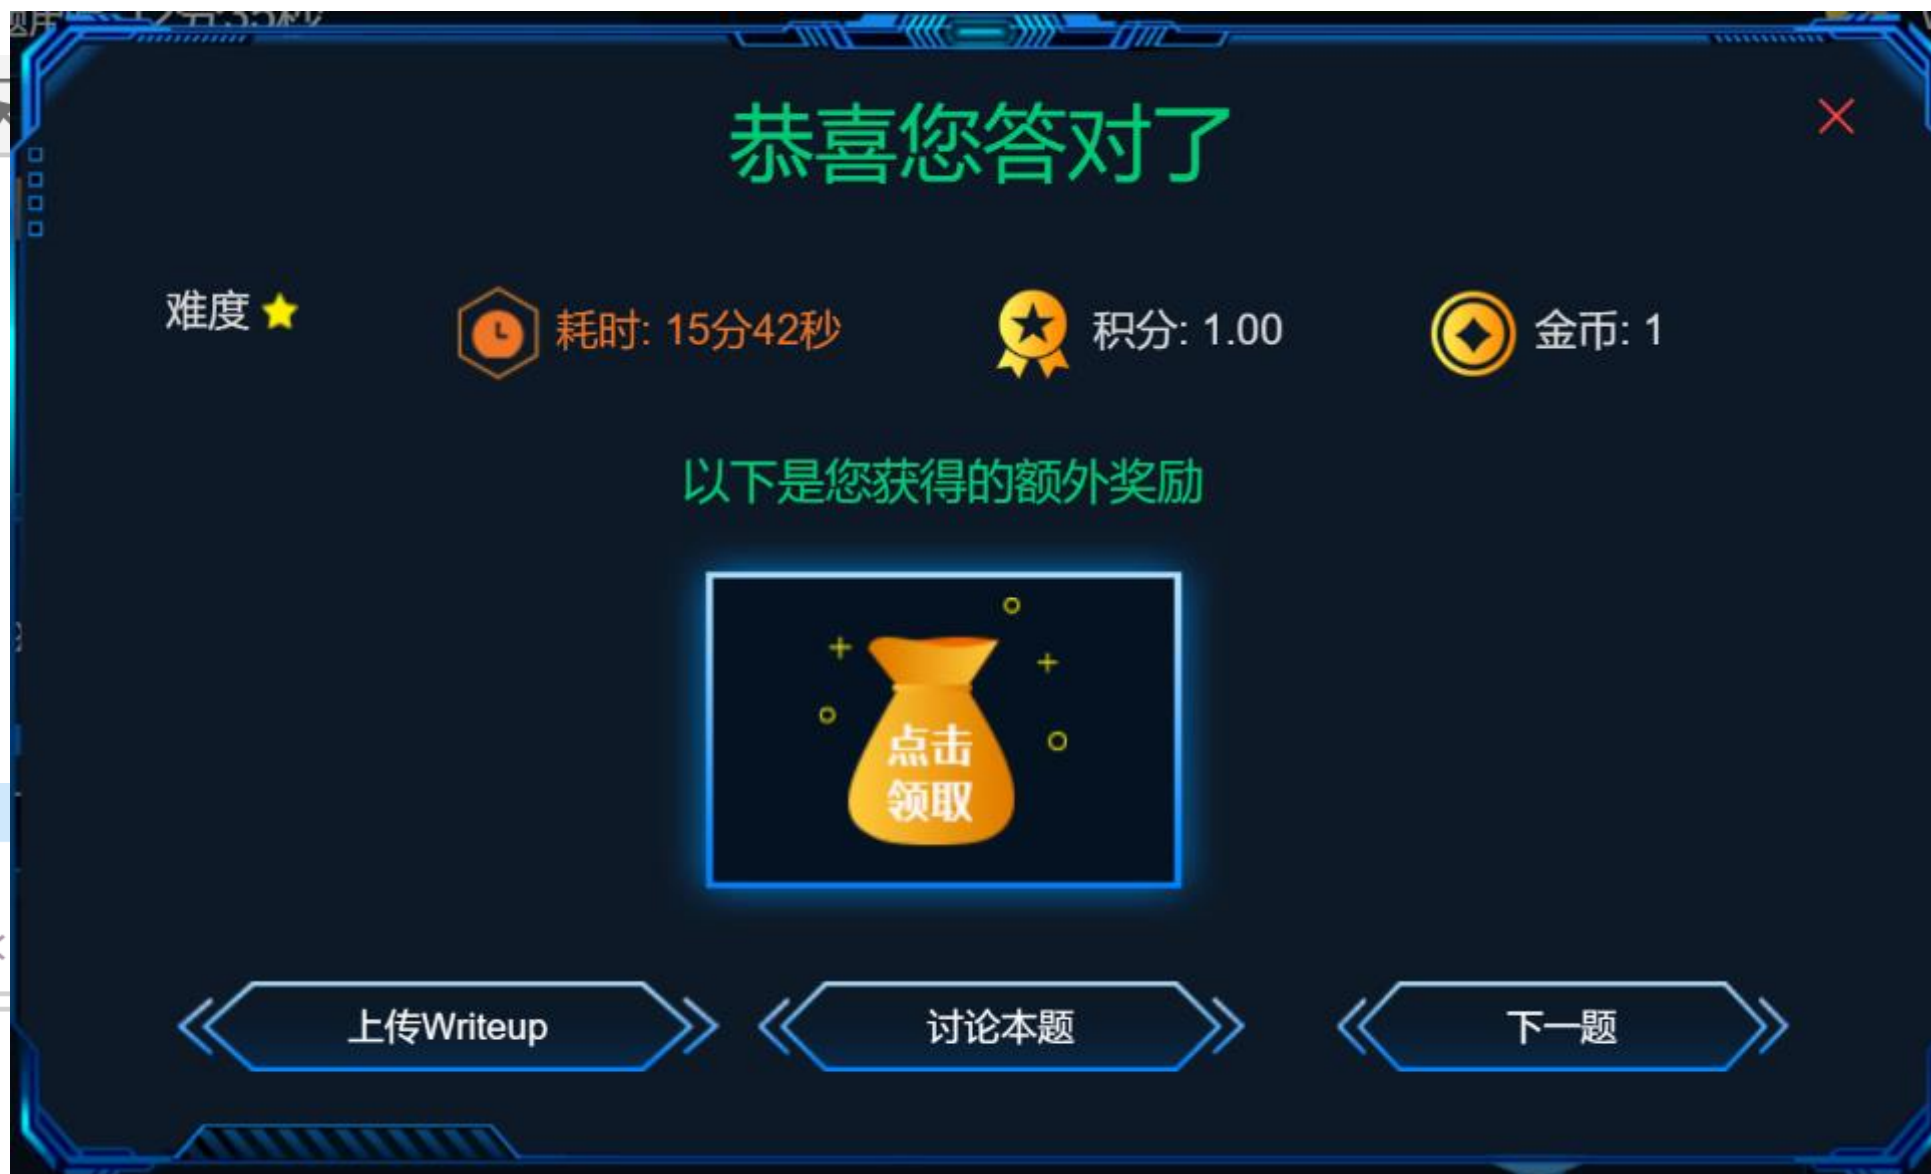 恭喜您答对了
难度
耗时: 15分42秒
积分: 1.00
金币: 1
以下是您获得的额外奖励
点击
领取
上传Writeup
讨论本题
下一题